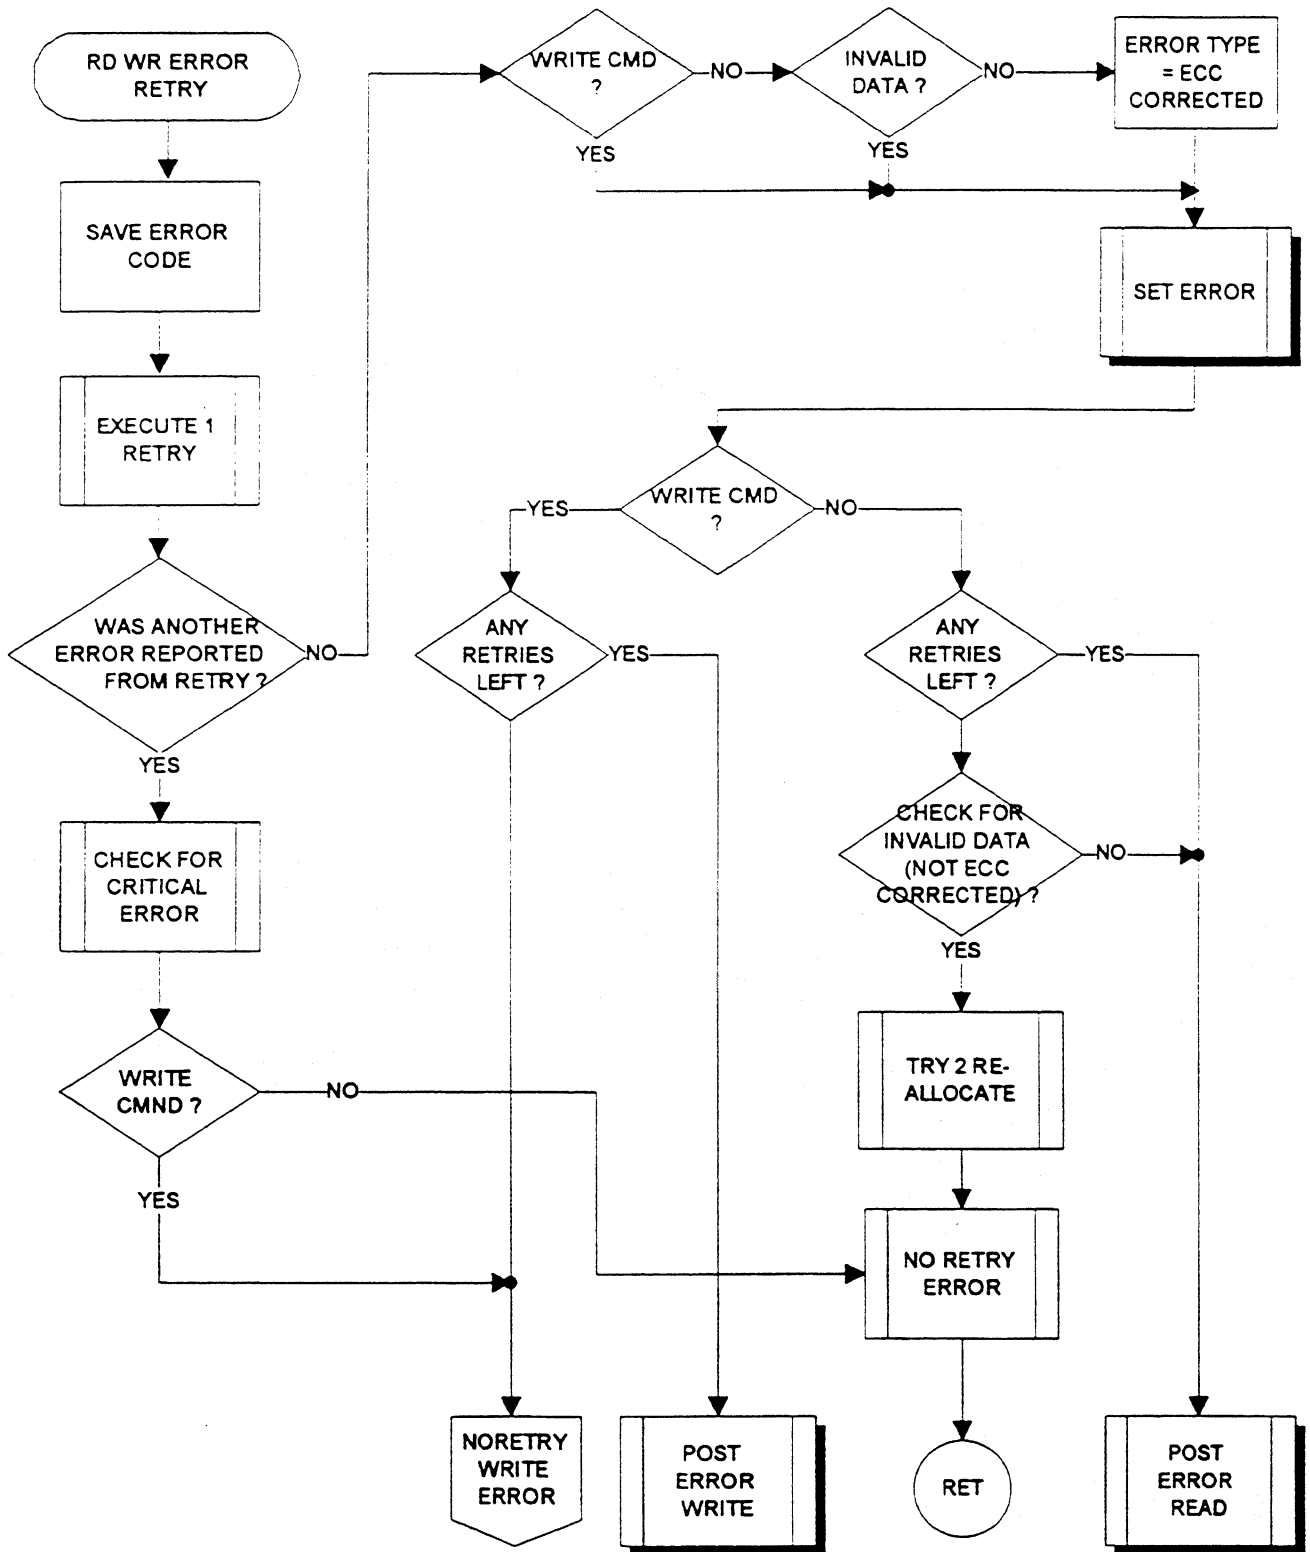 RD WR ERROR
RETRY
SAVE ERROR
CODE
EXECUTE 1
RETRY
WAS ANOTHER
ERROR REPORTED
FROM RETRY ?
NO
YES
CHECK FOR
CRITICAL
ERROR
WRITE
CMND ?
NO
YES
WRITE CMD
?
NO
YES
INVALID
DATA ?
NO
YES
ERROR TYPE
= ECC
CORRECTED
SET ERROR
WRITE CMD
?
YES
NO
ANY
RETRIES
LEFT ?
YES
ANY
RETRIES
LEFT ?
YES
CHECK FOR
INVALID DATA
(NOT ECC
CORRECTED) ?
NO
YES
TRY 2 RE-
ALLOCATE
NO RETRY
ERROR
NORETRY
WRITE
ERROR
POST
ERROR
WRITE
RET
POST
ERROR
READ